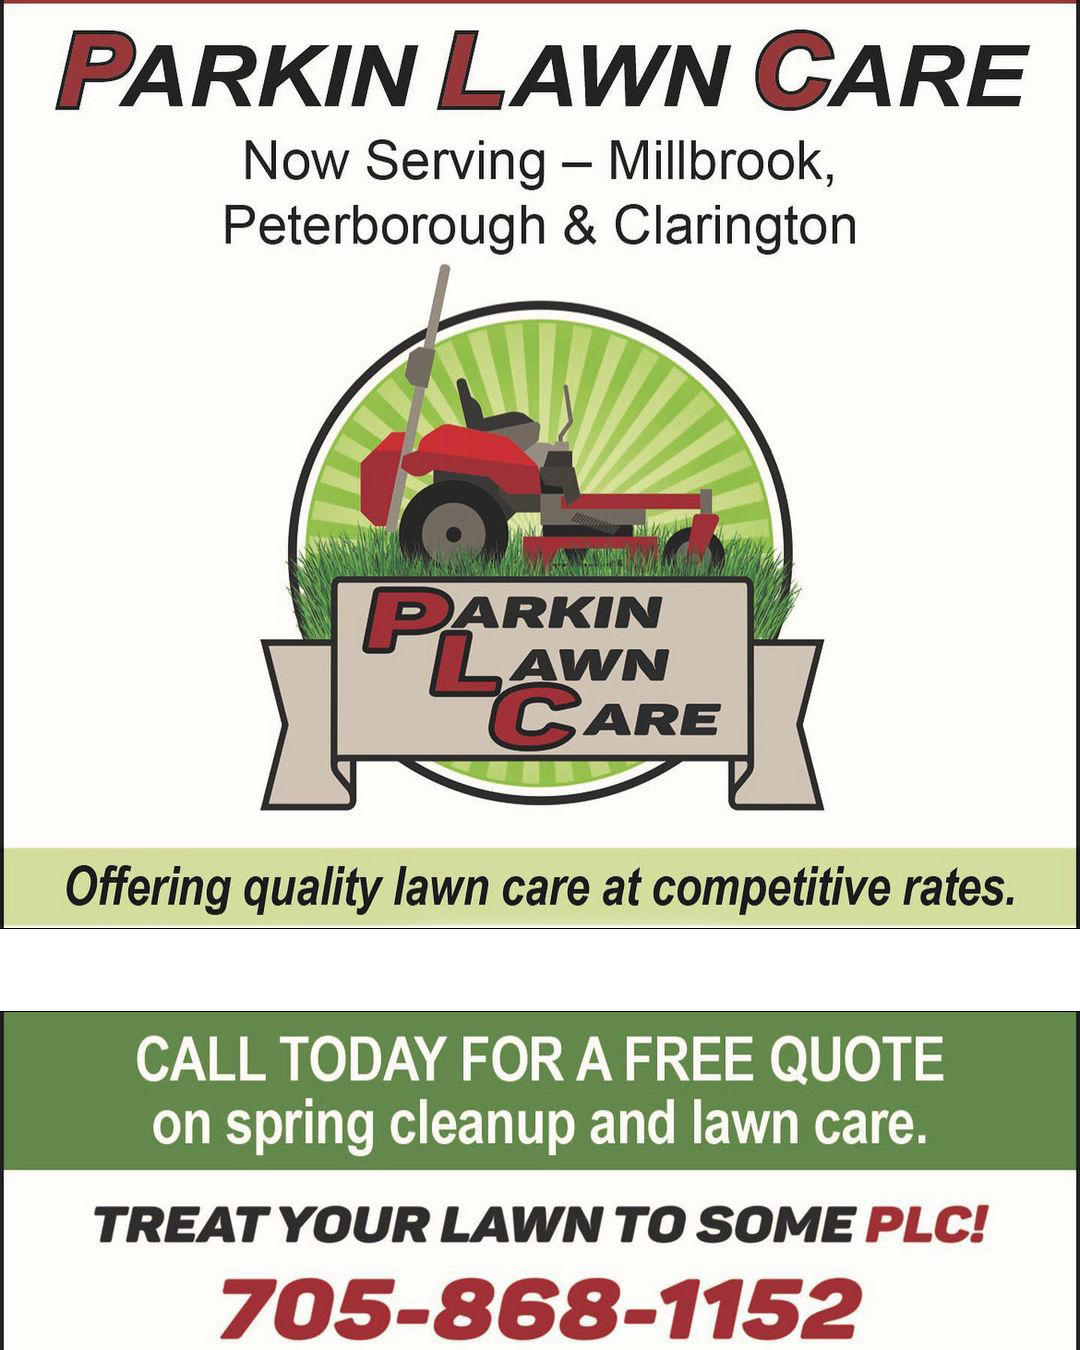 PARKIN LAWN CARE
Now Serving – Millbrook,
Peterborough & Clarington
PARKIN
LAWN
CARE
Offering quality lawn care at competitive rates.
CALL TODAY FOR A FREE QUOTE
on spring cleanup and lawn care.
TREAT YOUR LAWN TO SOME PLC!
705-868-1152